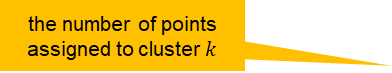 the number of points
assigned to cluster k